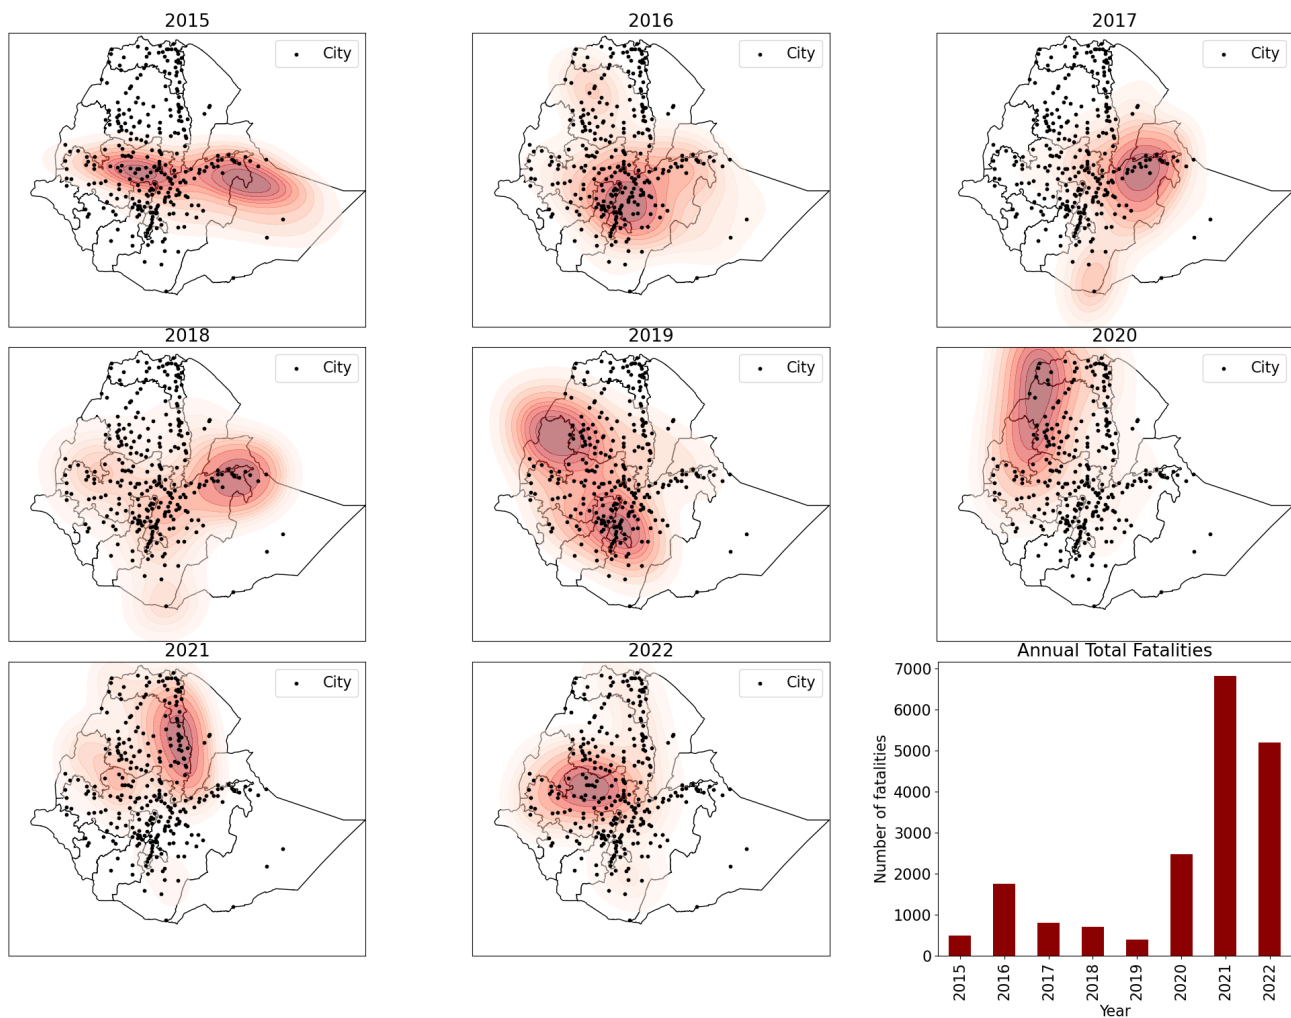 2015
City
2016
City
2017
City
2018
City
2019
City
2020
City
2021
City
2022
City
Annual Total Fatalities
Number of fatalities
7000
6000
5000
4000
3000
2000
1000
0
2015 2016 2017 2018 2019 2020 2021 2022
Year